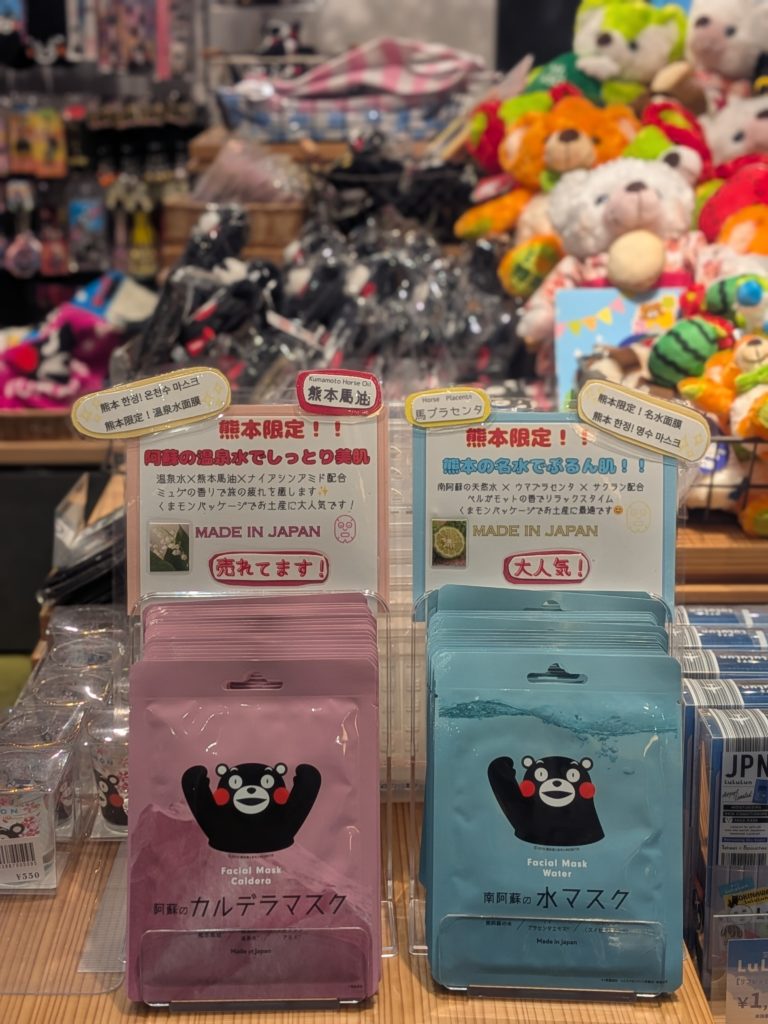 熊本 한정! 온천수 마스크
熊本限定！温泉水面膜
Kumamoto Horse Oil
熊本馬油
熊本限定！！
阿蘇の温泉水でしっとり美肌
温泉水×熊本馬油×ナイアシンアミド配合
ミュゲの香りで旅の疲れを癒します✨
くまモンパッケージでお土産に大人気です！
MADE IN JAPAN
売れてます！
Horse Placenta
馬プラセンタ
熊本限定！名水面膜
熊本 한정! 명수 마스크
熊本限定！！
熊本の名水でぷるん肌！！
南阿蘇の天然水 × ウマプラセンタ × サクラン配合
ベルガモットの香でリラックスタイム
くまモンパッケージでお土産に最適です😊
MADE IN JAPAN
大人気！
Facial Mask
Caldera
阿蘇のカルデラマスク
Made in Japan
Facial Mask
Water
南阿蘇の水マスク
Made in Japan
¥550
JPN
LuLuLun